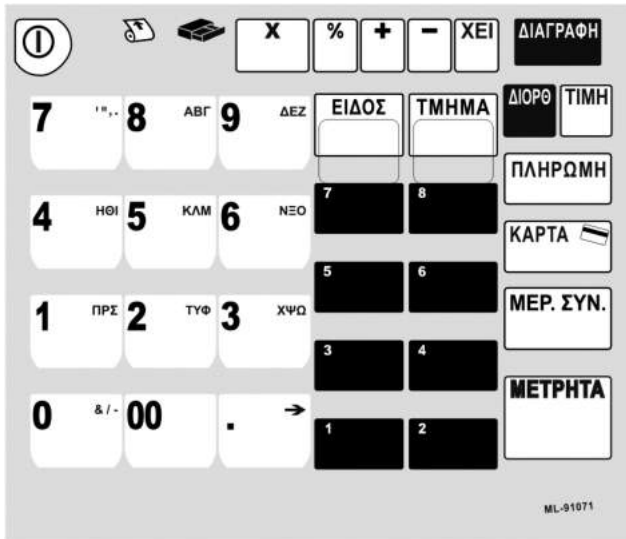 X % + − ΧΕΙ ΔΙΑΓΡΑΦΗ
7 ' " , . 8 ΑΒΓ 9 ΔΕΖ ΕΙΔΟΣ ΤΜΗΜΑ ΔΙΟΡΘ ΤΙΜΗ
ΠΛΗΡΩΜΗ
4 ΗΘΙ 5 ΚΛΜ 6 ΝΞΟ 7 8
ΚΑΡΤΑ
5 6
1 ΠΡΣ 2 ΤΥΦ 3 ΧΨΩ ΜΕΡ. ΣΥΝ.
3 4
ΜΕΤΡΗΤΑ
0 & / - 00 . → 1 2
ML-91071